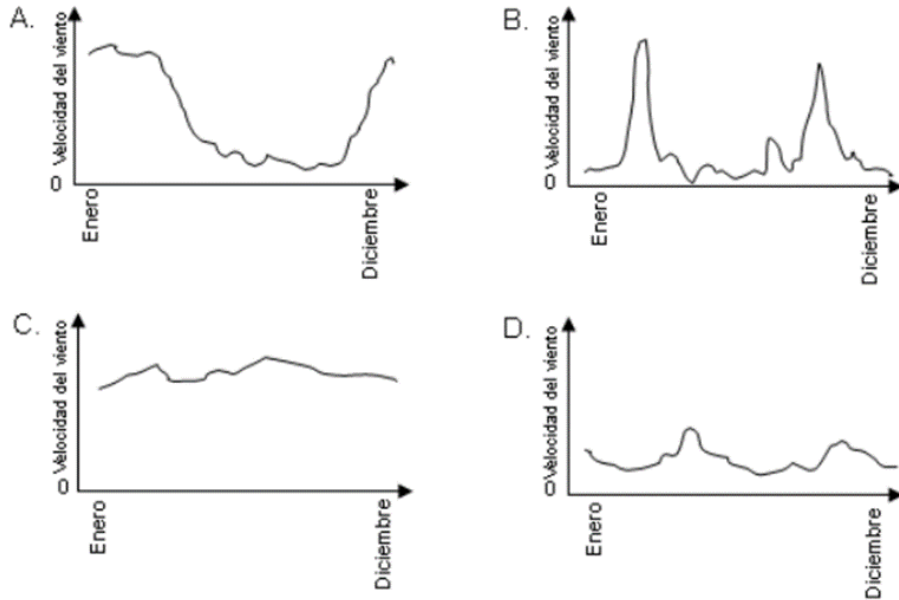 A.
Velocidad del viento
0
Enero
Diciembre
B.
Velocidad del viento
0
Enero
Diciembre
C.
Velocidad del viento
0
Enero
Diciembre
D.
Velocidad del viento
0
Enero
Diciembre